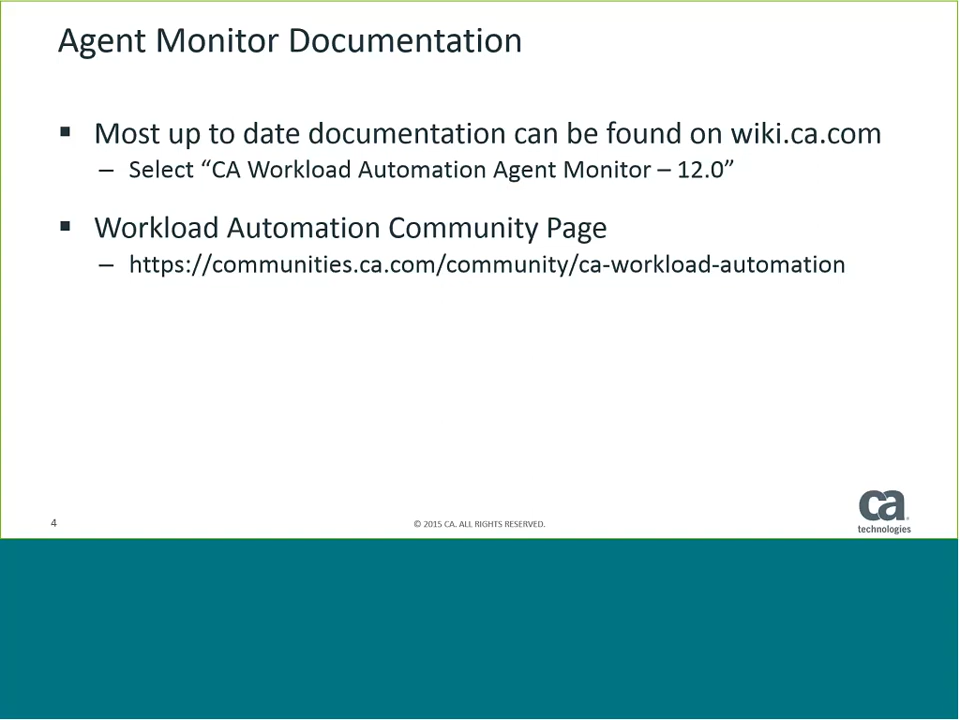 Agent Monitor Documentation
▪ Most up to date documentation can be found on wiki.ca.com
– Select “CA Workload Automation Agent Monitor – 12.0”
▪ Workload Automation Community Page
– https://communities.ca.com/community/ca-workload-automation
4
© 2015 CA. ALL RIGHTS RESERVED.
ca
technologies